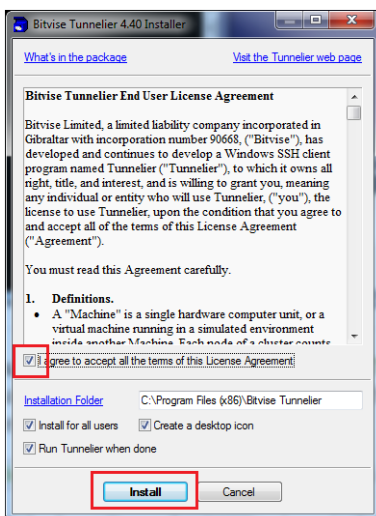 Bitvise Tunnelier 4.40 Installer
What's in the package
Visit the Tunnelier web page
Bitvise Tunnelier End User License Agreement
Bitvise Limited, a limited liability company incorporated in
Gibraltar with incorporation number 90668, ("Bitvise"), has
developed and continues to develop a Windows SSH client
program named Tunnelier ("Tunnelier"), to which it owns all
right, title, and interest, and is willing to grant you, meaning
any individual or entity who will use Tunnelier, ("you"), the
license to use Tunnelier, upon the condition that you agree to
and accept all of the terms of this License Agreement
("Agreement").
You must read this Agreement carefully.
1. Definitions.
• A "Machine" is a single hardware computer unit, or a
virtual machine running in a simulated environment
inside another Machine. Each node of a cluster counts
I agree to accept all the terms of this License Agreement
Installation Folder
C:\Program Files (x86)\Bitvise Tunnelier
Install for all users
Create a desktop icon
Run Tunnelier when done
Install
Cancel